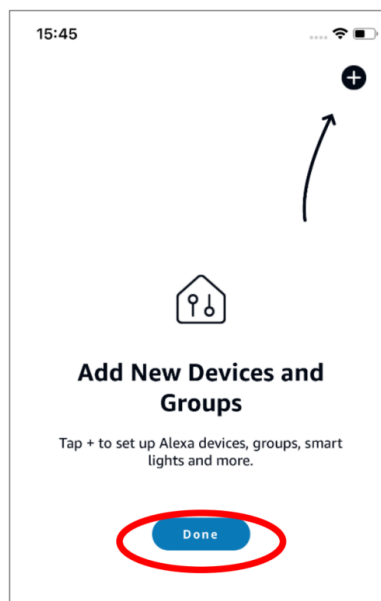 15:45
Add New Devices and
Groups
Tap + to set up Alexa devices, groups, smart
lights and more.
Done